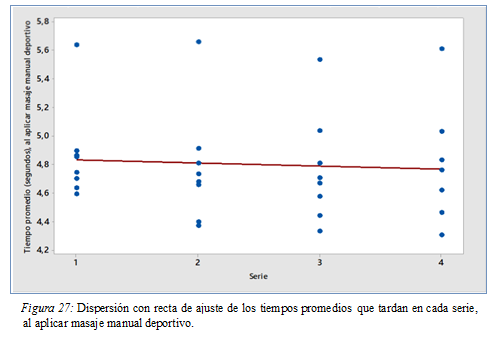 Tiempo promedio (segundos), al aplicar masaje manual deportivo
5,8
5,6
5,4
5,2
5,0
4,8
4,6
4,4
4,2
1 2 3 4
Serie
Figura 27: Dispersión con recta de ajuste de los tiempos promedios que tardan en cada serie,
al aplicar masaje manual deportivo.